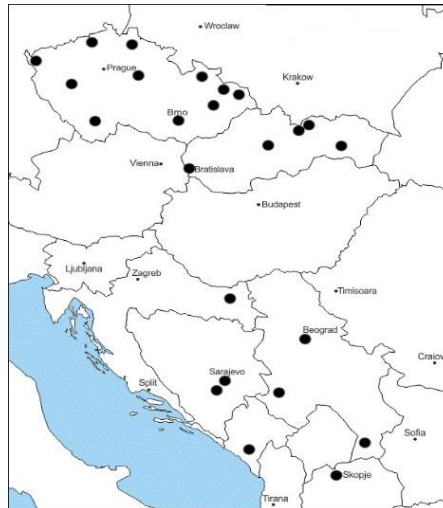 Wroclaw
Prague
Krakow
Brno
Vienna
Bratislava
Budapest
Ljubljana
Zagreb
Timisoara
Beograd
Craiov
Sarajevo
Split
Sofia
Skopje
Tirana